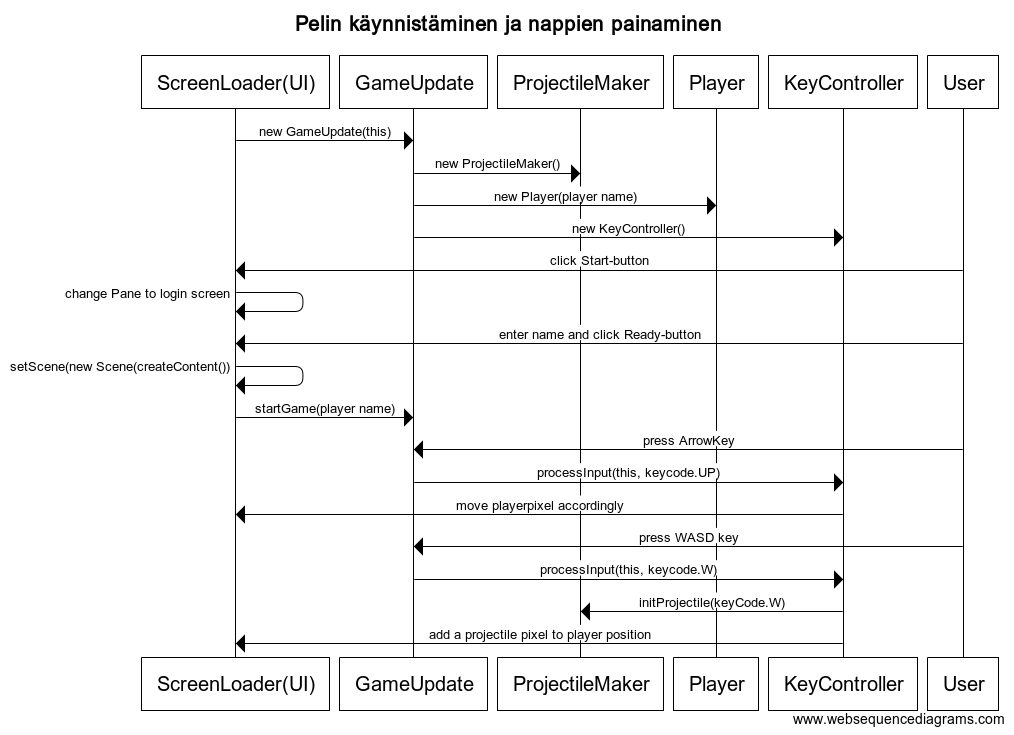 Pelin käynnistäminen ja nappien painaminen
ScreenLoader(UI) GameUpdate ProjectileMaker Player KeyController User
new GameUpdate(this)
new ProjectileMaker()
new Player(player name)
new KeyController()
click Start-button
change Pane to login screen
enter name and click Ready-button
setScene(new Scene(createContent())
startGame(player name)
press ArrowKey
processInput(this, keycode.UP)
move playerpixel accordingly
press WASD key
processInput(this, keycode.W)
initProjectile(keyCode.W)
add a projectile pixel to player position
ScreenLoader(UI) GameUpdate ProjectileMaker Player KeyController User
www.websequencediagrams.com